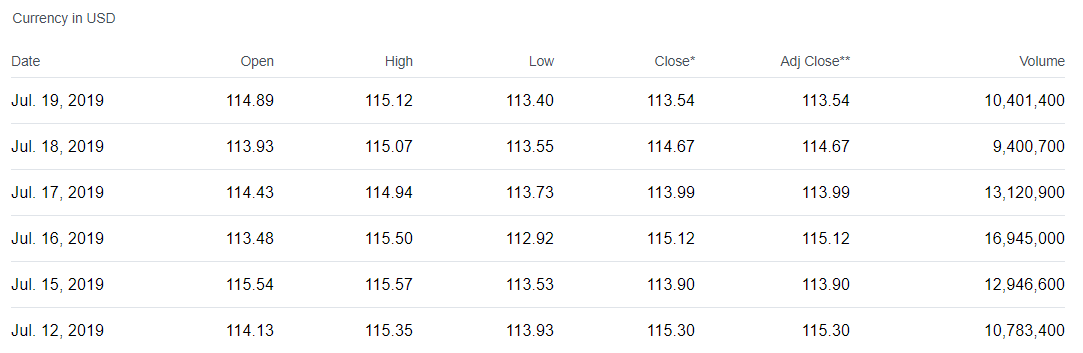 Currency in USD
Date Open High Low Close* Adj Close** Volume
Jul. 19, 2019 114.89 115.12 113.40 113.54 113.54 10,401,400
Jul. 18, 2019 113.93 115.07 113.55 114.67 114.67 9,400,700
Jul. 17, 2019 114.43 114.94 113.73 113.99 113.99 13,120,900
Jul. 16, 2019 113.48 115.50 112.92 115.12 115.12 16,945,000
Jul. 15, 2019 115.54 115.57 113.53 113.90 113.90 12,946,600
Jul. 12, 2019 114.13 115.35 113.93 115.30 115.30 10,783,400